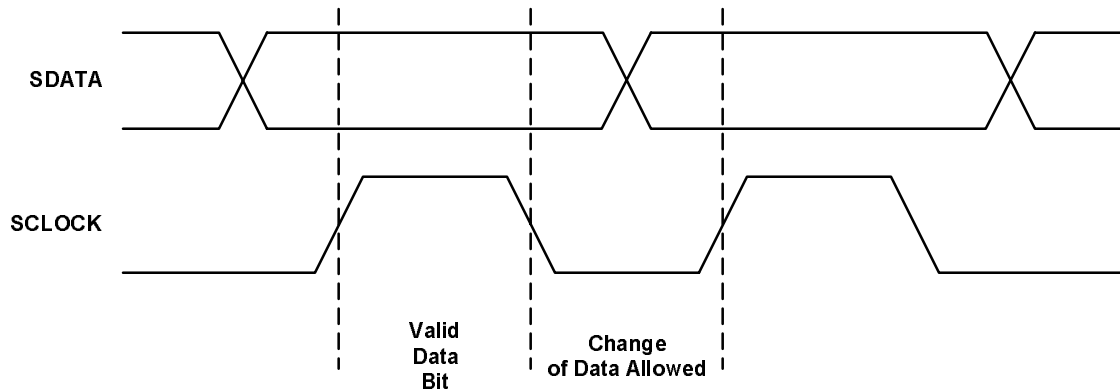 SDATA
SCLOCK
Valid
Data
Bit
Change
of Data Allowed